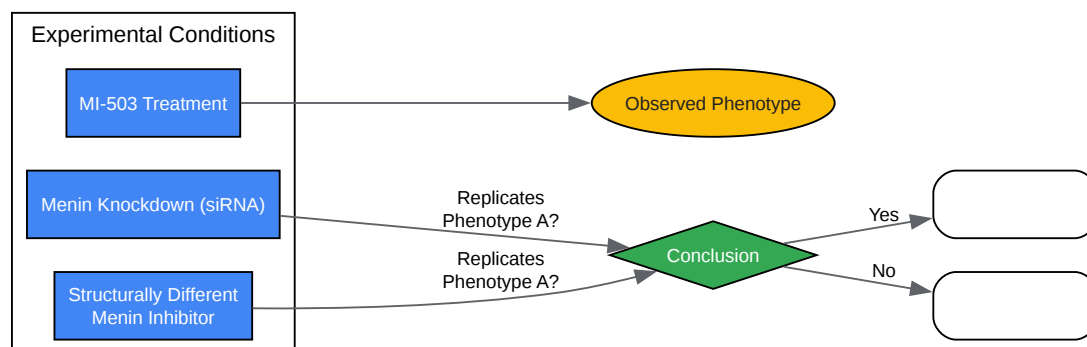 Experimental Conditions
MI-503 Treatment
Observed Phenotype
Menin Knockdown (siRNA)
Replicates
Phenotype A?
Yes
Conclusion
Replicates
Phenotype A?
No
Structurally Different
Menin Inhibitor